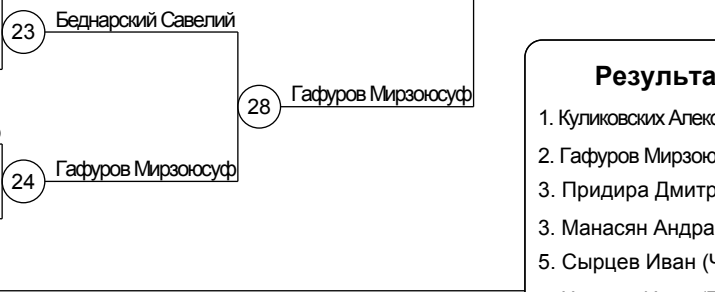 Беднарский Савелий
23
Гафуров Мирзоюсуф
28
Гафуров Мирзоюсуф
24
Результа
1. Куликовских Алекс
2. Гафуров Мирзою
3. Придира Дмитр
3. Манасян Андра
5. Сырцев Иван (Ч